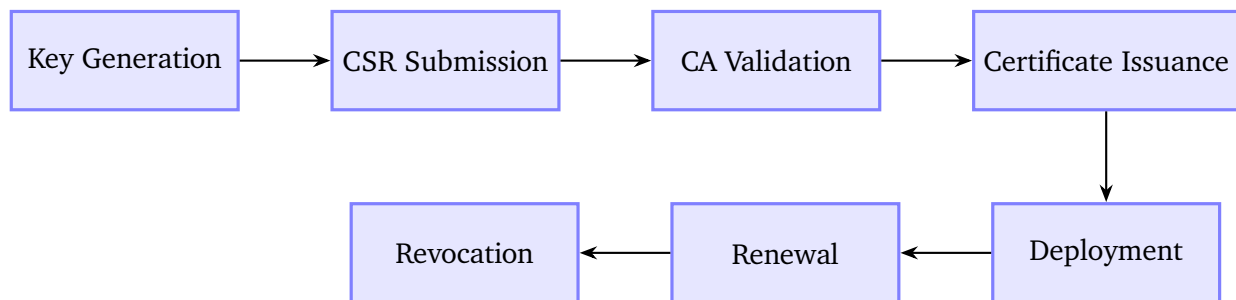 Key Generation
CSR Submission
CA Validation
Certificate Issuance
Deployment
Renewal
Revocation